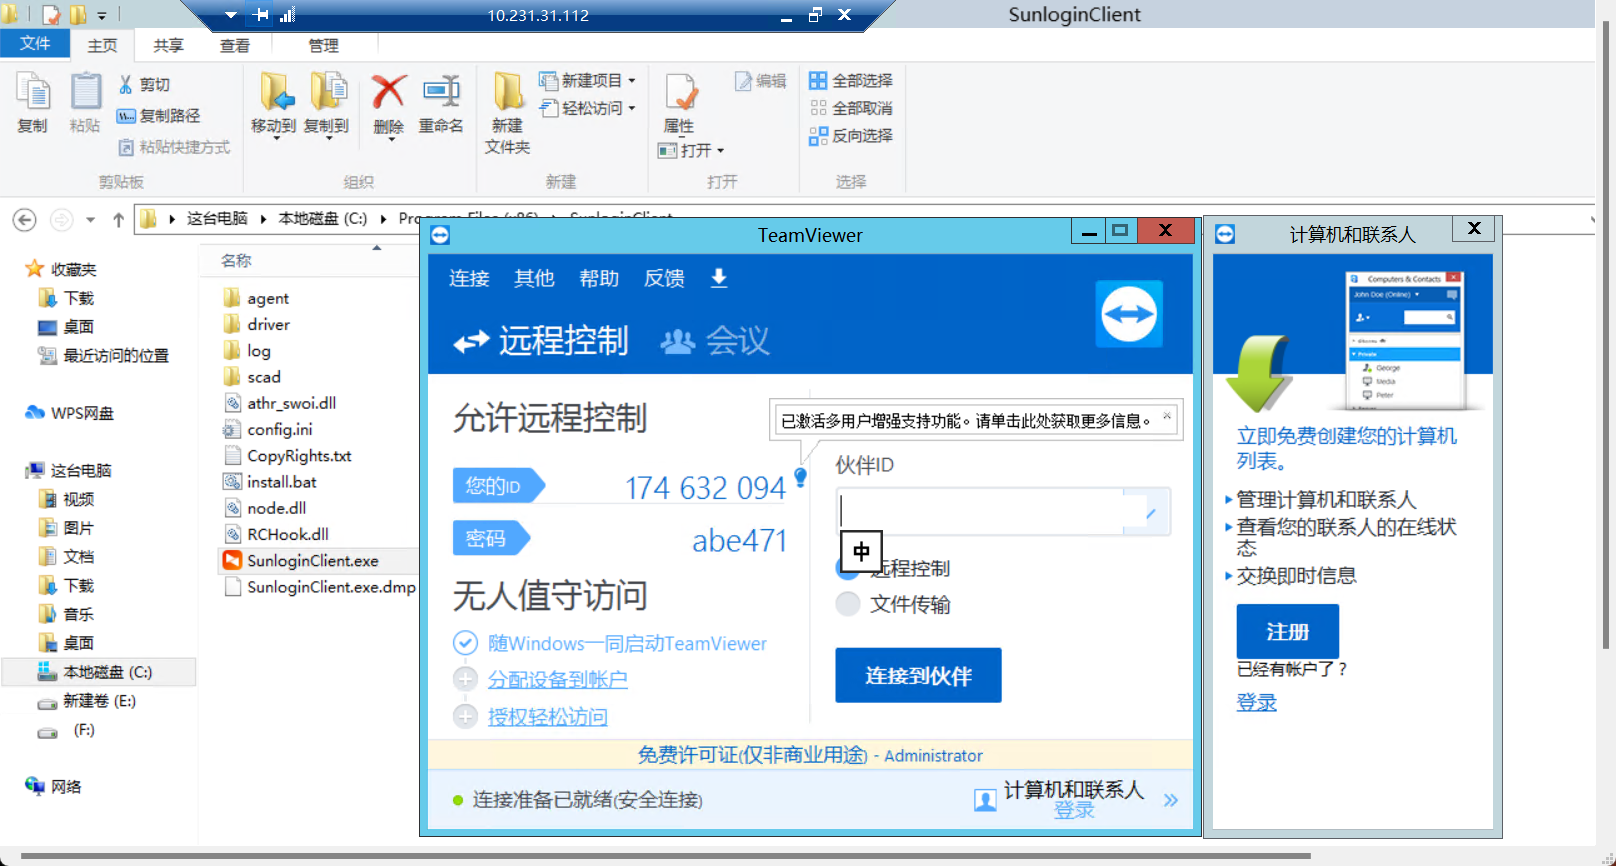 10.231.31.112
SunloginClient
文件
主页
共享
查看
管理
复制
粘贴
剪切
复制路径
粘贴快捷方式
剪贴板
移动到
复制到
删除
重命名
组织
新建
文件夹
新建项目
轻松访问
新建
属性
打开
编辑
打开
全部选择
全部取消
反向选择
选择
这台电脑
本地磁盘 (C:)
Program Files (x86)
SunloginClient
收藏夹
下载
桌面
最近访问的位置
WPS网盘
这台电脑
视频
图片
文档
下载
音乐
桌面
本地磁盘 (C:)
新建卷 (E:)
(F:)
网络
名称
agent
driver
log
scad
athr_swoi.dll
config.ini
CopyRights.txt
install.bat
node.dll
RCHook.dll
SunloginClient.exe
SunloginClient.exe.dmp
TeamViewer
连接
其他
帮助
反馈
远程控制
会议
允许远程控制
您的ID
174 632 094
密码
abe471
无人值守访问
随Windows一同启动TeamViewer
分配设备到帐户
授权轻松访问
已激活多用户增强支持功能。请单击此处获取更多信息。
伙伴ID
中
远程控制
文件传输
连接到伙伴
免费许可证(仅非商业用途) - Administrator
连接准备已就绪(安全连接)
计算机和联系人
登录
计算机和联系人
Computers & Contacts
John Doe (Online)
Private
George
Media
Peter
立即免费创建您的计算机
列表。
管理计算机和联系人
查看您的联系人的在线状
态
交换即时信息
注册
已经有帐户了？
登录